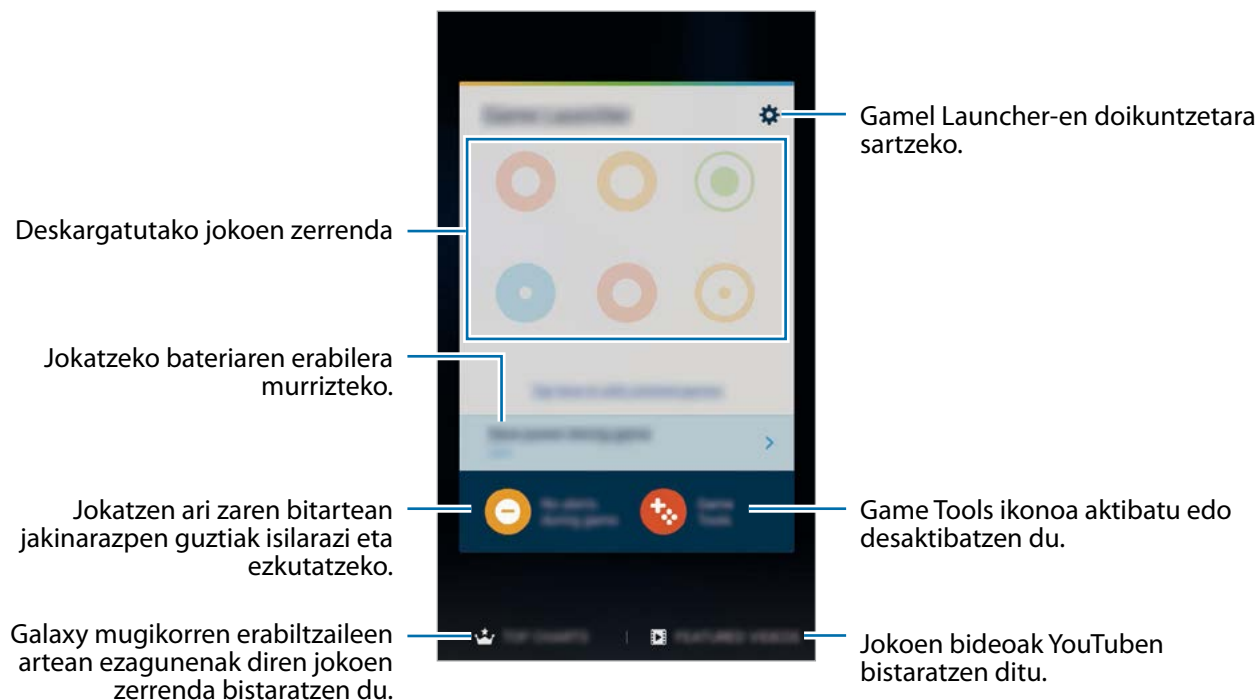 Gamel Launcher-en doikuntzetara
sartzeko.
Deskargatutako jokoen zerrenda
Jokatzeko bateriaren erabilera
murrizteko.
Jokatzen ari zaren bitartean
jakinarazpen guztiak isilarazi eta
ezkutatzeko.
Game Tools ikonoa aktibatu edo
desaktibatzen du.
Galaxy mugikorren erabiltzaileen
artean ezagunenak diren jokoen
zerrenda bistaratzen du.
Jokoen bideoak YouTuben
bistaratzen ditu.